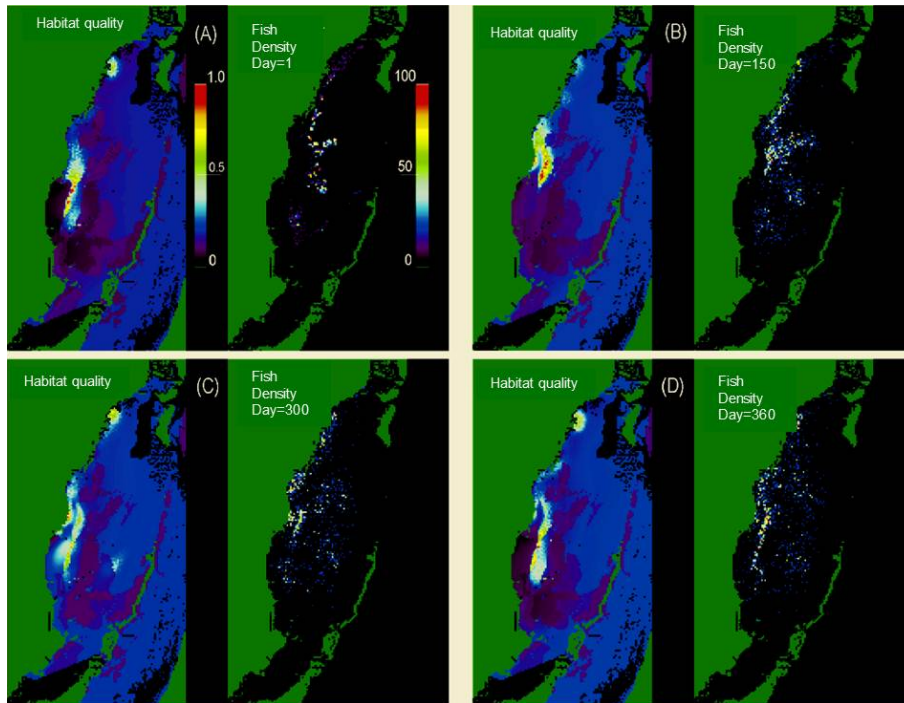 Habitat quality
(A)
Fish
Density
Day=1
1.0
0.5
0
100
50
0
Habitat quality
(B)
Fish
Density
Day=150
Habitat quality
(C)
Fish
Density
Day=300
Habitat quality
(D)
Fish
Density
Day=360